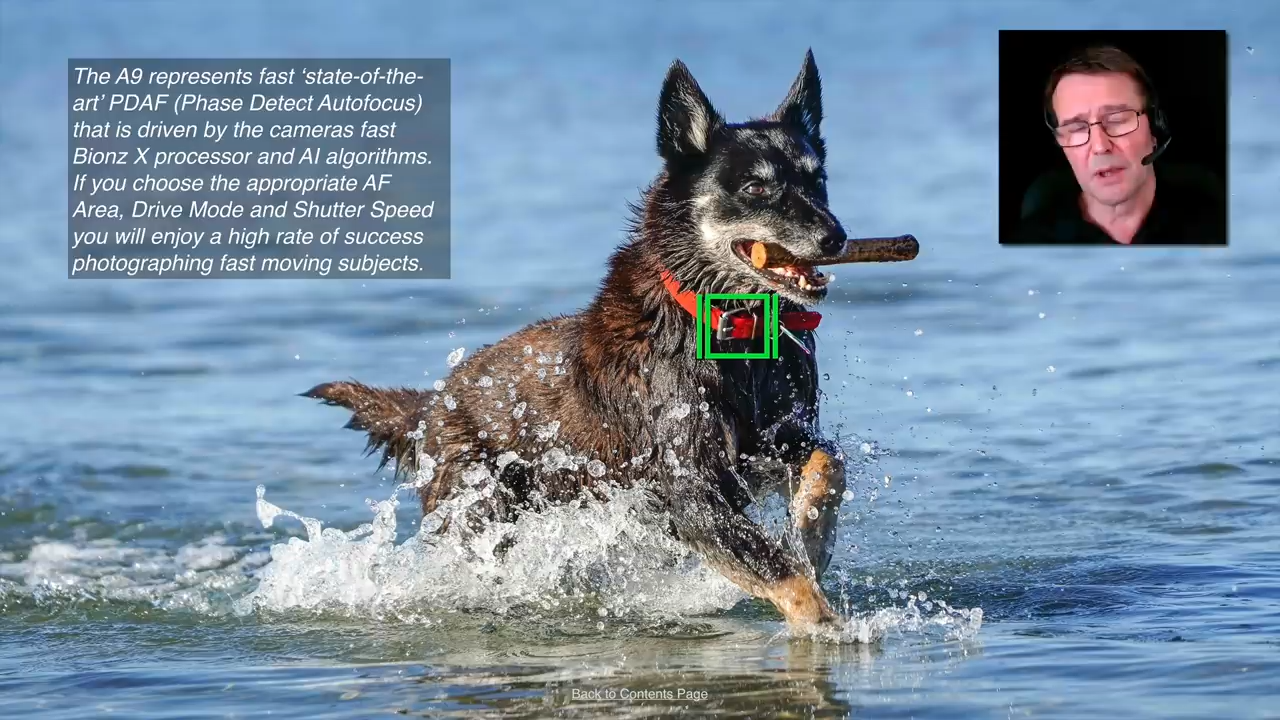 The A9 represents fast ‘state-of-the-
art’ PDAF (Phase Detect Autofocus)
that is driven by the cameras fast
Bionz X processor and AI algorithms.
If you choose the appropriate AF
Area, Drive Mode and Shutter Speed
you will enjoy a high rate of success
photographing fast moving subjects.
Back to Contents Page